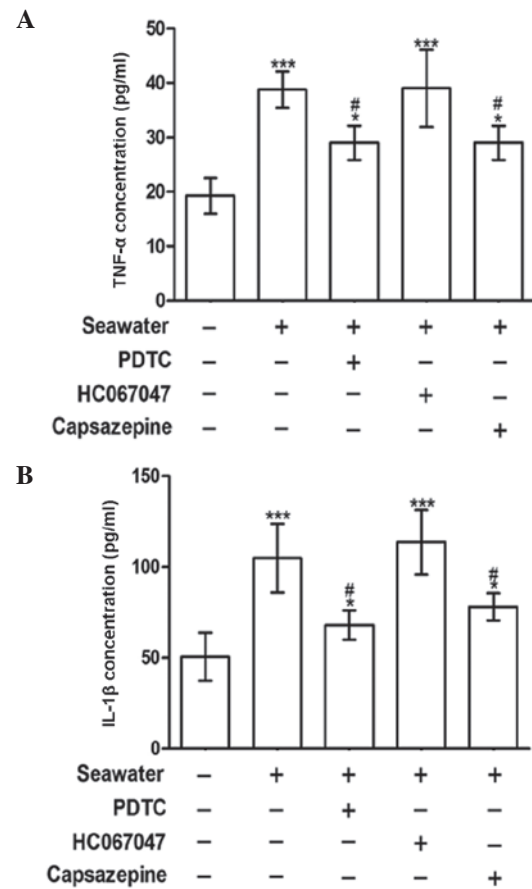 A
TNF-α concentration (pg/ml)
50
40
30
20
10
0
***
#
*
***
#
*
Seawater − + + + +
PDTC − − + − −
HC067047 − − − + −
Capsazepine − − − − +
B
IL-1β concentration (pg/ml)
150
100
50
0
***
#
*
***
#
*
Seawater − + + + +
PDTC − − + − −
HC067047 − − − + −
Capsazepine − − − − +